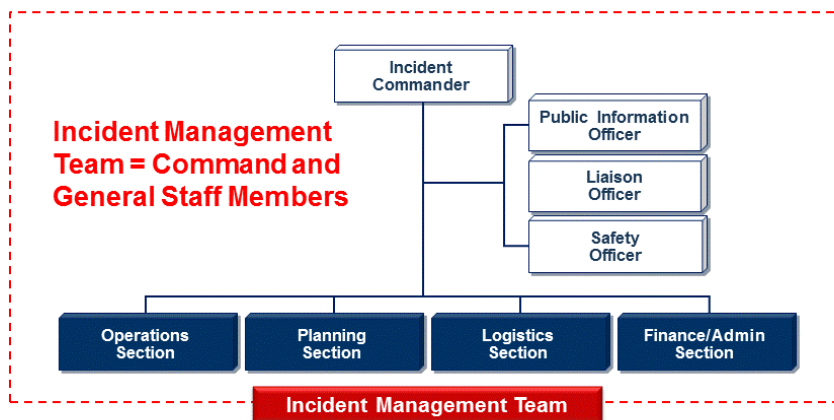 Incident
Commander
Public Information
Officer
Incident Management
Team = Command and
General Staff Members
Liaison
Officer
Safety
Officer
Operations
Section
Planning
Section
Logistics
Section
Finance/Admin
Section
Incident Management Team